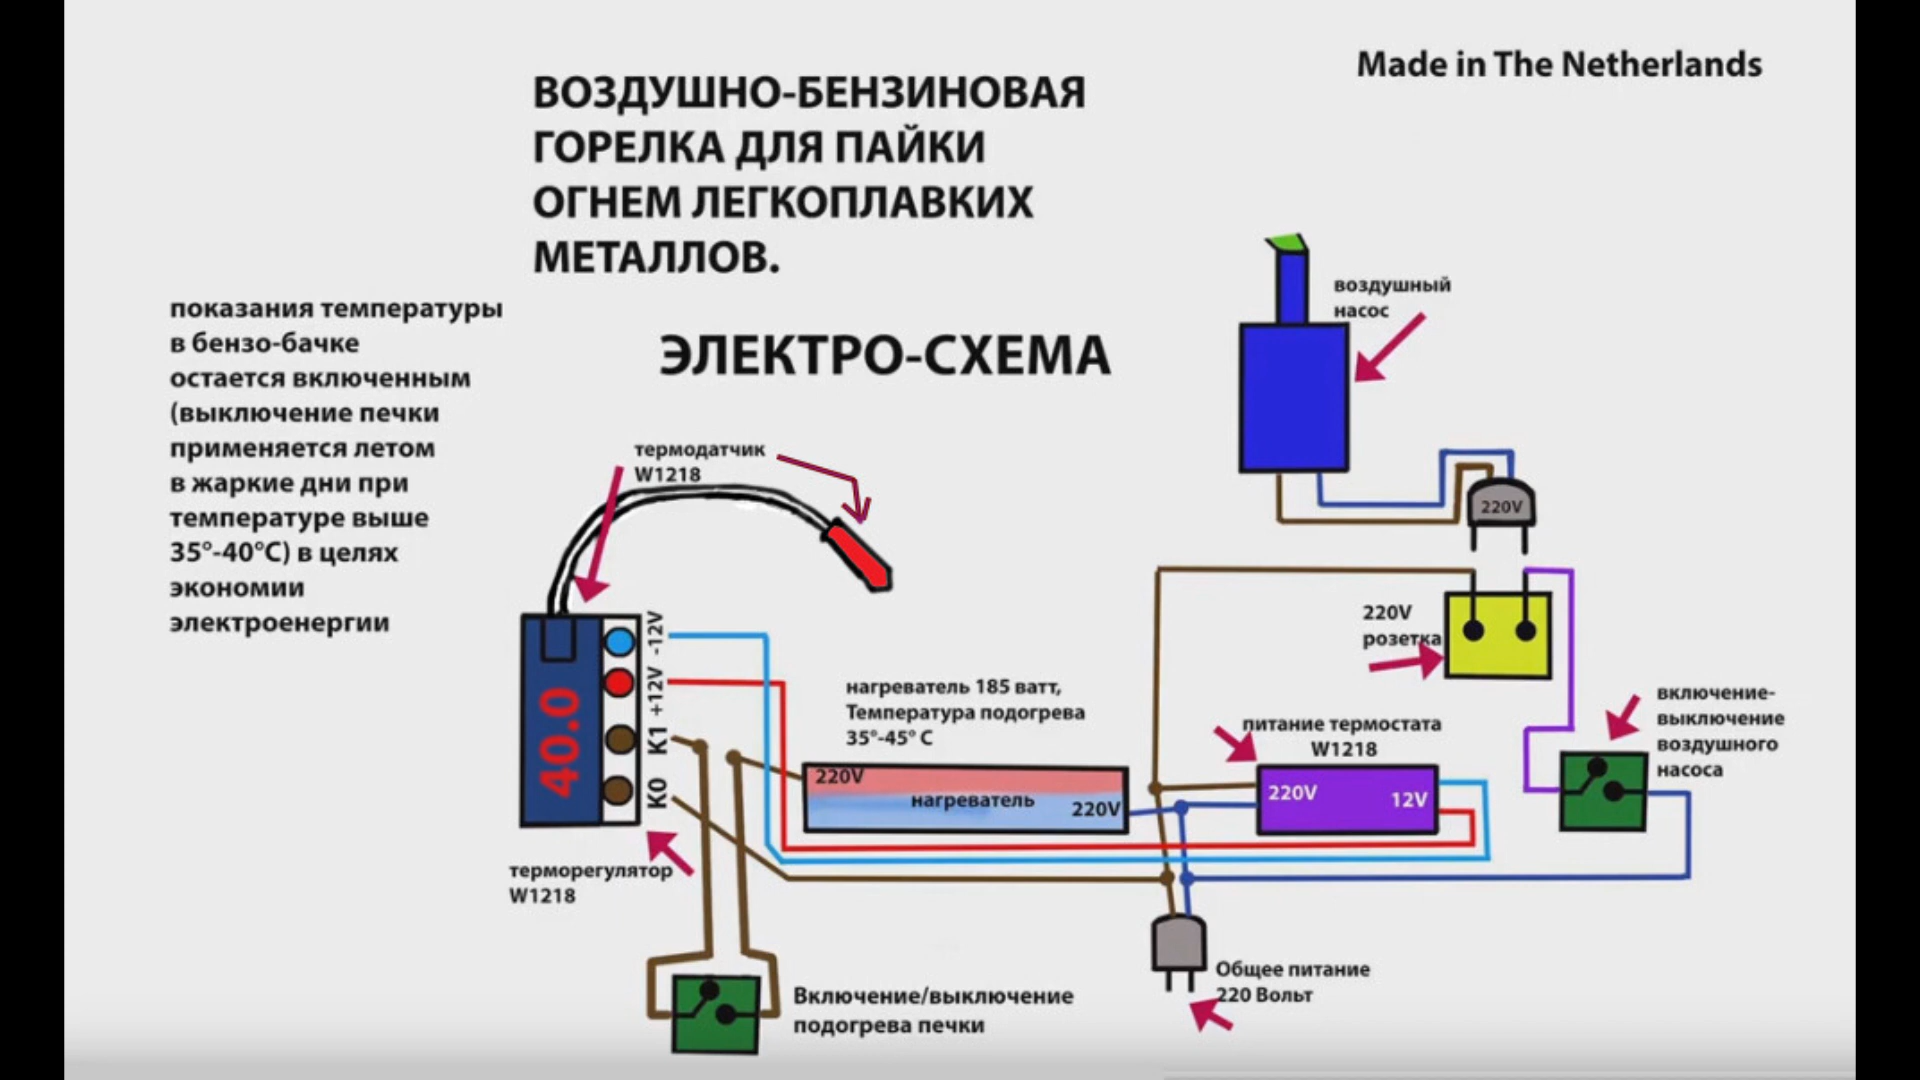 Made in The Netherlands
ВОЗДУШНО-БЕНЗИНОВАЯ
ГОРЕЛКА ДЛЯ ПАЙКИ
ОГНЕМ ЛЕГКОПЛАВКИХ
МЕТАЛЛОВ.
ЭЛЕКТРО-СХЕМА
показания температуры
в бензо-бачке
остается включенным
(выключение печки
применяется летом
в жаркие дни при
температуре выше
35°-40°С) в целях
экономии
электроенергии
воздушный
насос
термодатчик
W1218
220V
220V
розетка
-12V
+12V
K1
K0
40.0
нагреватель 185 ватт,
Температура подогрева
35°-45° С
220V
нагреватель
220V
питание термостата
W1218
220V
12V
включение-
выключение
воздушного
насоса
терморегулятор
W1218
Общее питание
220 Вольт
Включение/выключение
подогрева печки